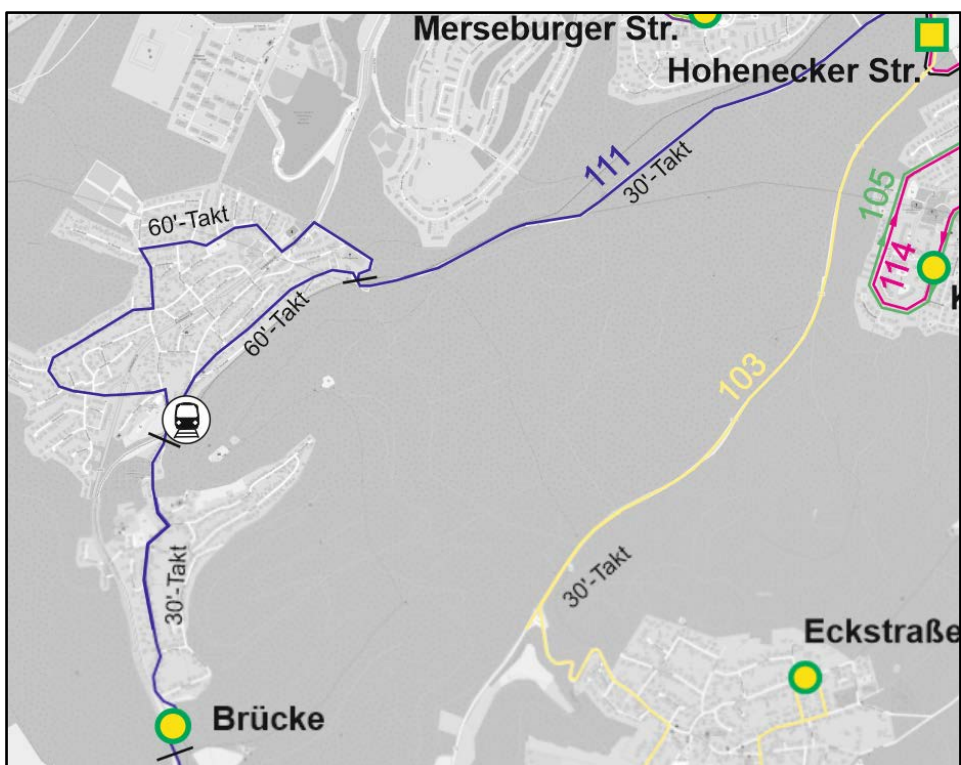 Merseburger Str.
Hohenecker Str.
111
30'-Takt
105
114
K
60'-Takt
60'-Takt
103
30'-Takt
30'-Takt
Eckstraße
Brücke